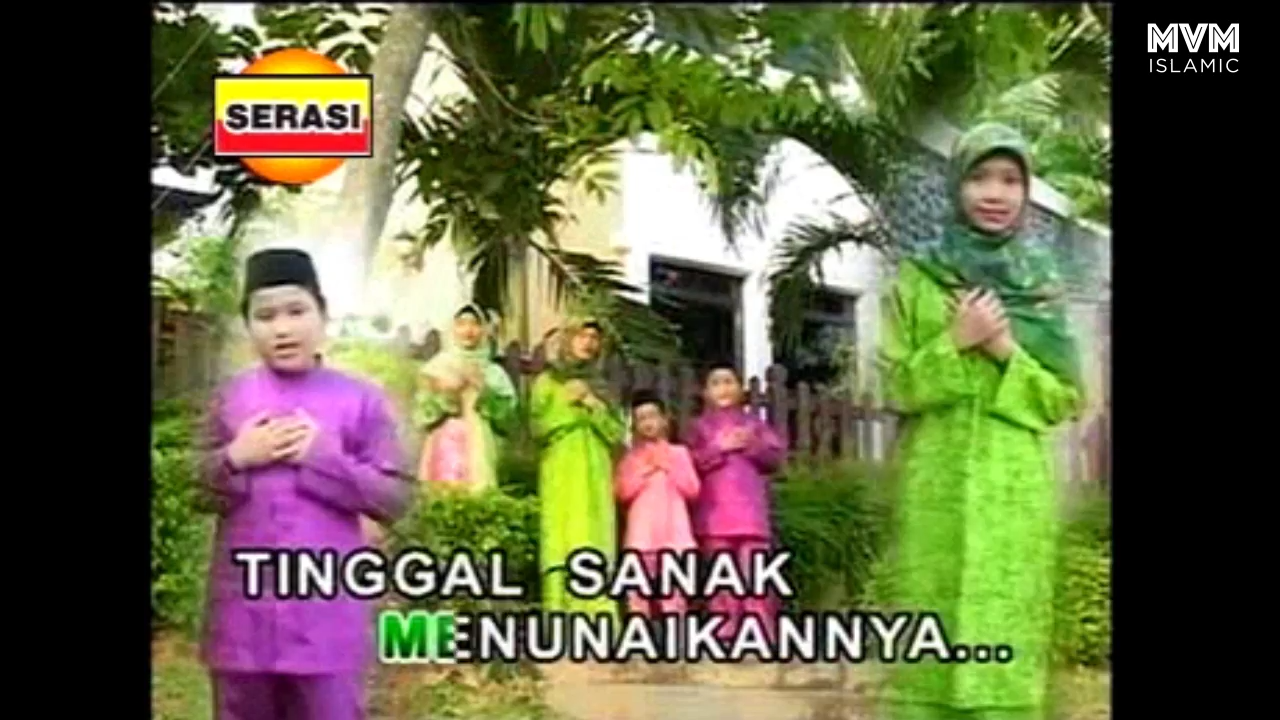 SERASI
MVM
ISLAMIC
TINGGAL SANAK
MENUNAIKANNYA...